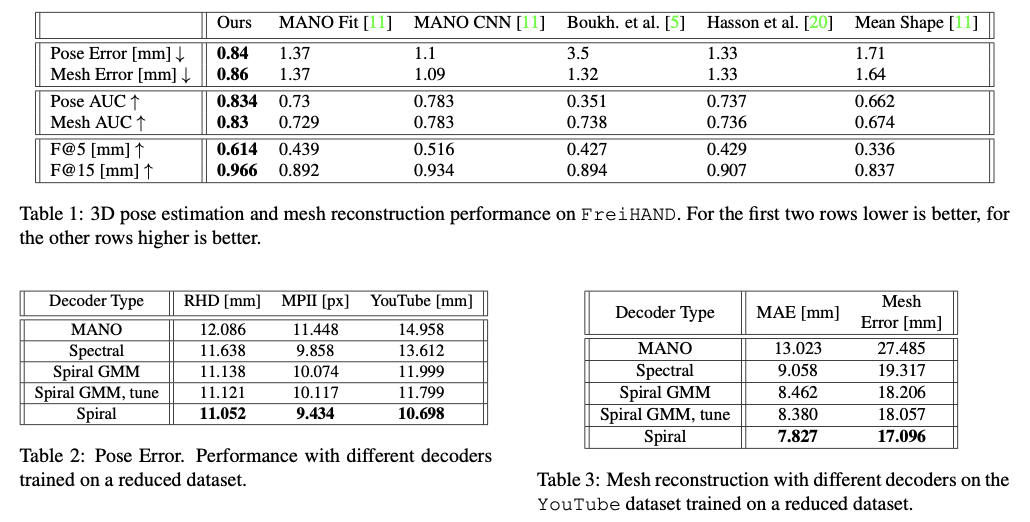 Ours MANO Fit [11] MANO CNN [11] Boukh. et al. [5] Hasson et al. [20] Mean Shape [11]
Pose Error [mm] ↓ 0.84 1.37 1.1 3.5 1.33 1.71
Mesh Error [mm] ↓ 0.86 1.37 1.09 1.32 1.33 1.64
Pose AUC ↑ 0.834 0.73 0.783 0.351 0.737 0.662
Mesh AUC ↑ 0.83 0.729 0.783 0.738 0.736 0.674
F@5 [mm] ↑ 0.614 0.439 0.516 0.427 0.429 0.336
F@15 [mm] ↑ 0.966 0.892 0.934 0.894 0.907 0.837
Table 1: 3D pose estimation and mesh reconstruction performance on FreiHAND. For the first two rows lower is better, for
the other rows higher is better.
Decoder Type RHD [mm] MPII [px] YouTube [mm]
MANO 12.086 11.448 14.958
Spectral 11.638 9.858 13.612
Spiral GMM 11.138 10.074 11.999
Spiral GMM, tune 11.121 10.117 11.799
Spiral 11.052 9.434 10.698
Table 2: Pose Error. Performance with different decoders
trained on a reduced dataset.
Decoder Type MAE [mm] Mesh
Error [mm]
MANO 13.023 27.485
Spectral 9.058 19.317
Spiral GMM 8.462 18.206
Spiral GMM, tune 8.380 18.057
Spiral 7.827 17.096
Table 3: Mesh reconstruction with different decoders on the
YouTube dataset trained on a reduced dataset.